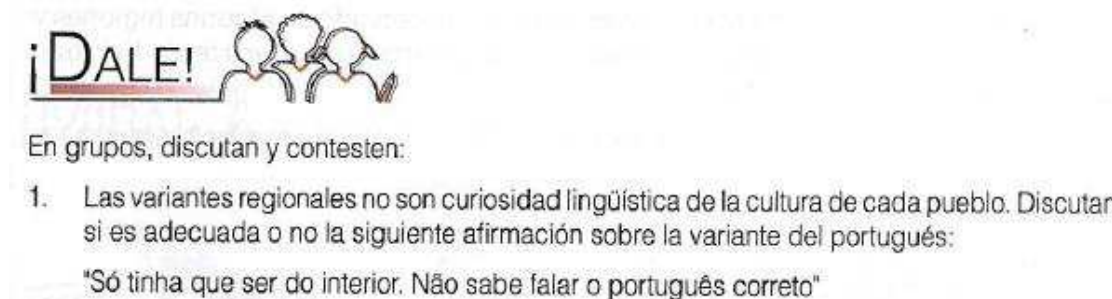 ¡DALE!
En grupos, discutan y contesten:
1. Las variantes regionales no son curiosidad lingüística de la cultura de cada pueblo. Discutan
si es adecuada o no la siguiente afirmación sobre la variante del portugués:
"Só tinha que ser do interior. Não sabe falar o português correto"